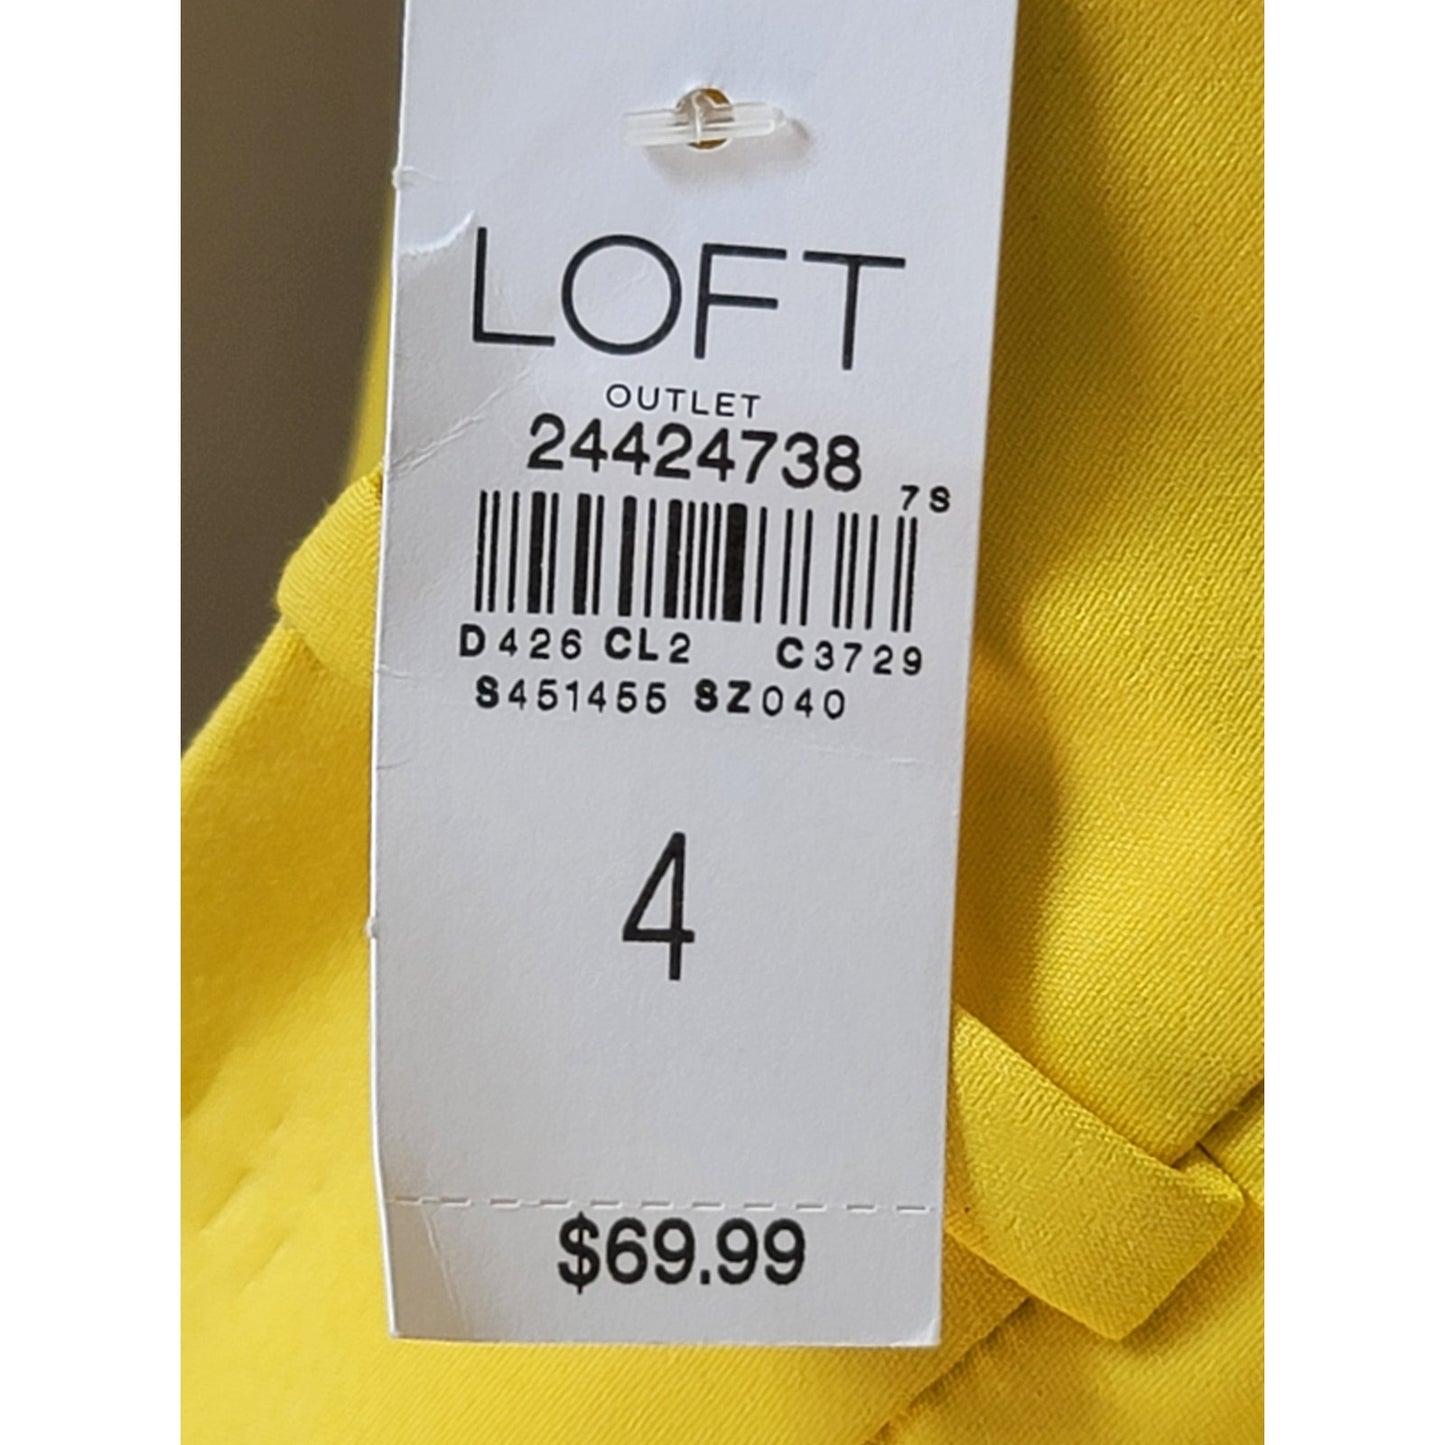 LOFT
OUTLET
24424738
7S
D426 CL2 C3729
S451455 SZ040
4
$69.99